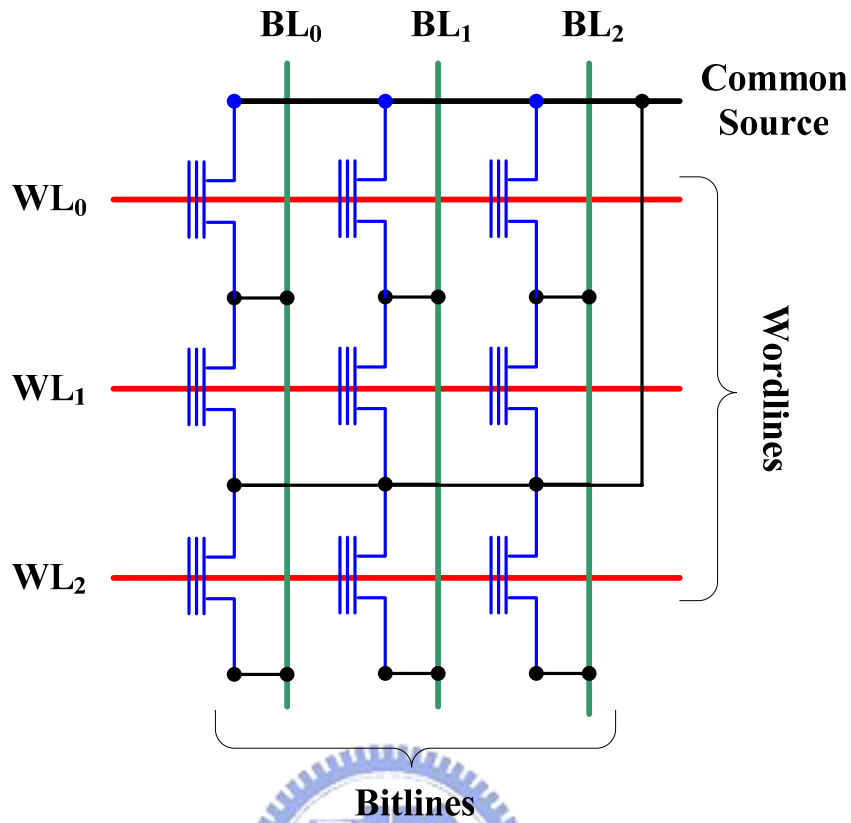 BL₀ BL₁ BL₂
Common
Source
WL₀
WL₁
Wordlines
WL₂
Bitlines